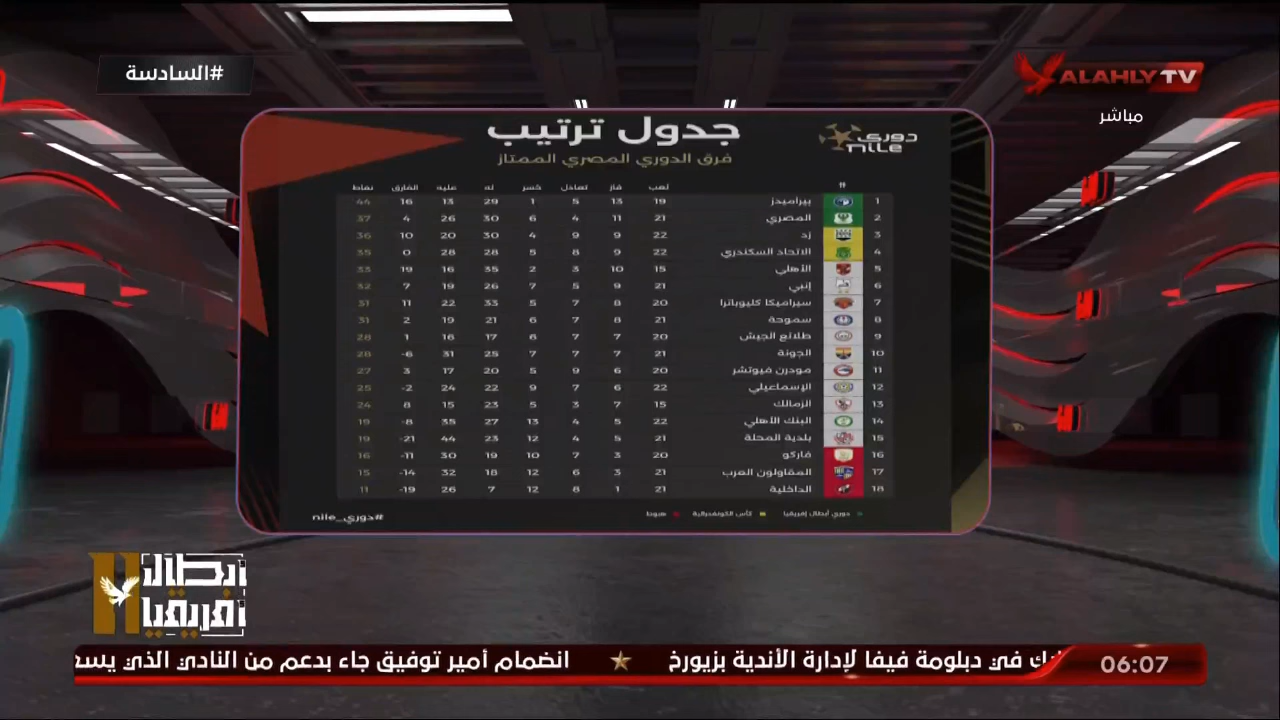 #السادسة
ALAHLY TV
مباشر
جدول ترتيب
فرق الدوري المصري الممتاز
دوري nile
لعب فاز تعادل خسر له عليه الفارق نقاط
1 بيراميدز 19 13 5 1 29 13 16 44
2 المصري 21 11 4 6 30 26 4 37
3 زد 22 9 9 4 30 20 10 36
4 الاتحاد السكندري 22 9 8 5 28 28 0 35
5 الأهلي 15 10 3 2 35 16 19 33
6 إنبي 21 9 5 7 26 19 7 32
7 سيراميكا كليوباترا 20 8 7 5 33 22 11 31
8 سموحة 21 8 7 6 21 19 2 31
9 طلائع الجيش 20 7 7 6 17 16 1 28
10 الجونة 21 7 7 7 25 31 -6 28
11 مودرن فيوتشر 20 6 9 5 20 17 3 27
12 الإسماعيلي 22 6 7 9 22 24 -2 25
13 الزمالك 15 7 3 5 23 15 8 24
14 البنك الأهلي 22 5 4 13 27 35 -8 19
15 بلدية المحلة 21 5 4 12 23 44 -21 19
16 فاركو 20 3 7 10 19 30 -11 16
17 المقاولون العرب 21 3 6 12 18 32 -14 15
18 الداخلية 21 1 8 12 7 26 -19 11
دوري أبطال إفريقيا كأس الكونفدرالية هبوط
#دوري_nile
أبطال
أفريقيا
ـك في دبلومة فيفا لإدارة الأندية بزيورخ ★ انضمام أمير توفيق جاء بدعم من النادي الذي يسعـ
06:07